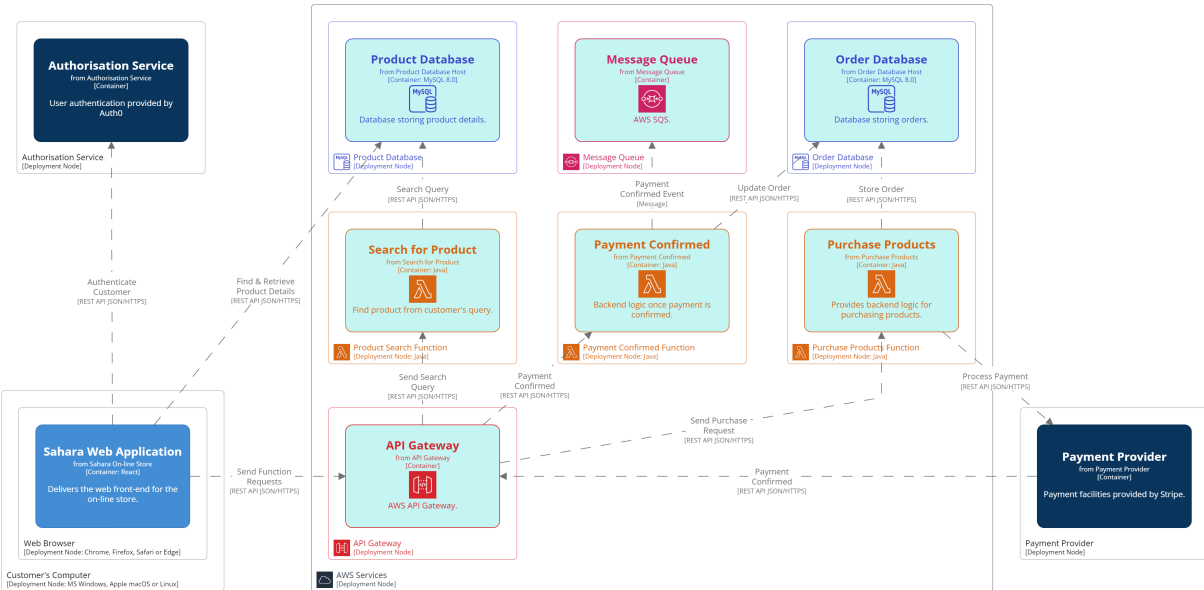 Authorisation Service
from Authorisation Service
[Container]
User authentication provided by
Auth0
Authorisation Service
[Deployment Node]
Product Database
from Product Database Host
[Container: MySQL 8.0]
MySQL
Database storing product details.
MySQL
Product Database
[Deployment Node]
Message Queue
from Message Queue
[Container]
AWS SQS.
Message Queue
[Deployment Node]
Order Database
from Order Database Host
[Container: MySQL 8.0]
MySQL
Database storing orders.
MySQL
Order Database
[Deployment Node]
Search Query
[REST API JSON/HTTPS]
Payment
Confirmed Event
[Message]
Update Order
[REST API JSON/HTTPS]
Store Order
[REST API JSON/HTTPS]
Search for Product
from Search for Product
[Container: Java]
Find product from customer's query.
Product Search Function
[Deployment Node: Java]
Payment Confirmed
from Payment Confirmed
[Container: Java]
Backend logic once payment is
confirmed.
Payment Confirmed Function
[Deployment Node: Java]
Purchase Products
from Purchase Products
[Container: Java]
Provides backend logic for
purchasing products.
Purchase Products Function
[Deployment Node: Java]
Authenticate
Customer
[REST API JSON/HTTPS]
Find & Retrieve
Product Details
[REST API JSON/HTTPS]
Send Search
Query
[REST API JSON/HTTPS]
Payment
Confirmed
[REST API JSON/HTTPS]
Process Payment
[REST API JSON/HTTPS]
Send Purchase
Request
[REST API JSON/HTTPS]
Sahara Web Application
from Sahara On-line Store
[Container: React]
Delivers the web front-end for the
on-line store.
Web Browser
[Deployment Node: Chrome, Firefox, Safari or Edge]
Customer's Computer
[Deployment Node: MS Windows, Apple macOS or Linux]
Send Function
Requests
[REST API JSON/HTTPS]
API Gateway
from API Gateway
[Container]
AWS API Gateway.
API Gateway
[Deployment Node]
AWS Services
[Deployment Node]
Payment
Confirmed
[REST API JSON/HTTPS]
Payment Provider
from Payment Provider
[Container]
Payment facilities provided by Stripe.
Payment Provider
[Deployment Node]